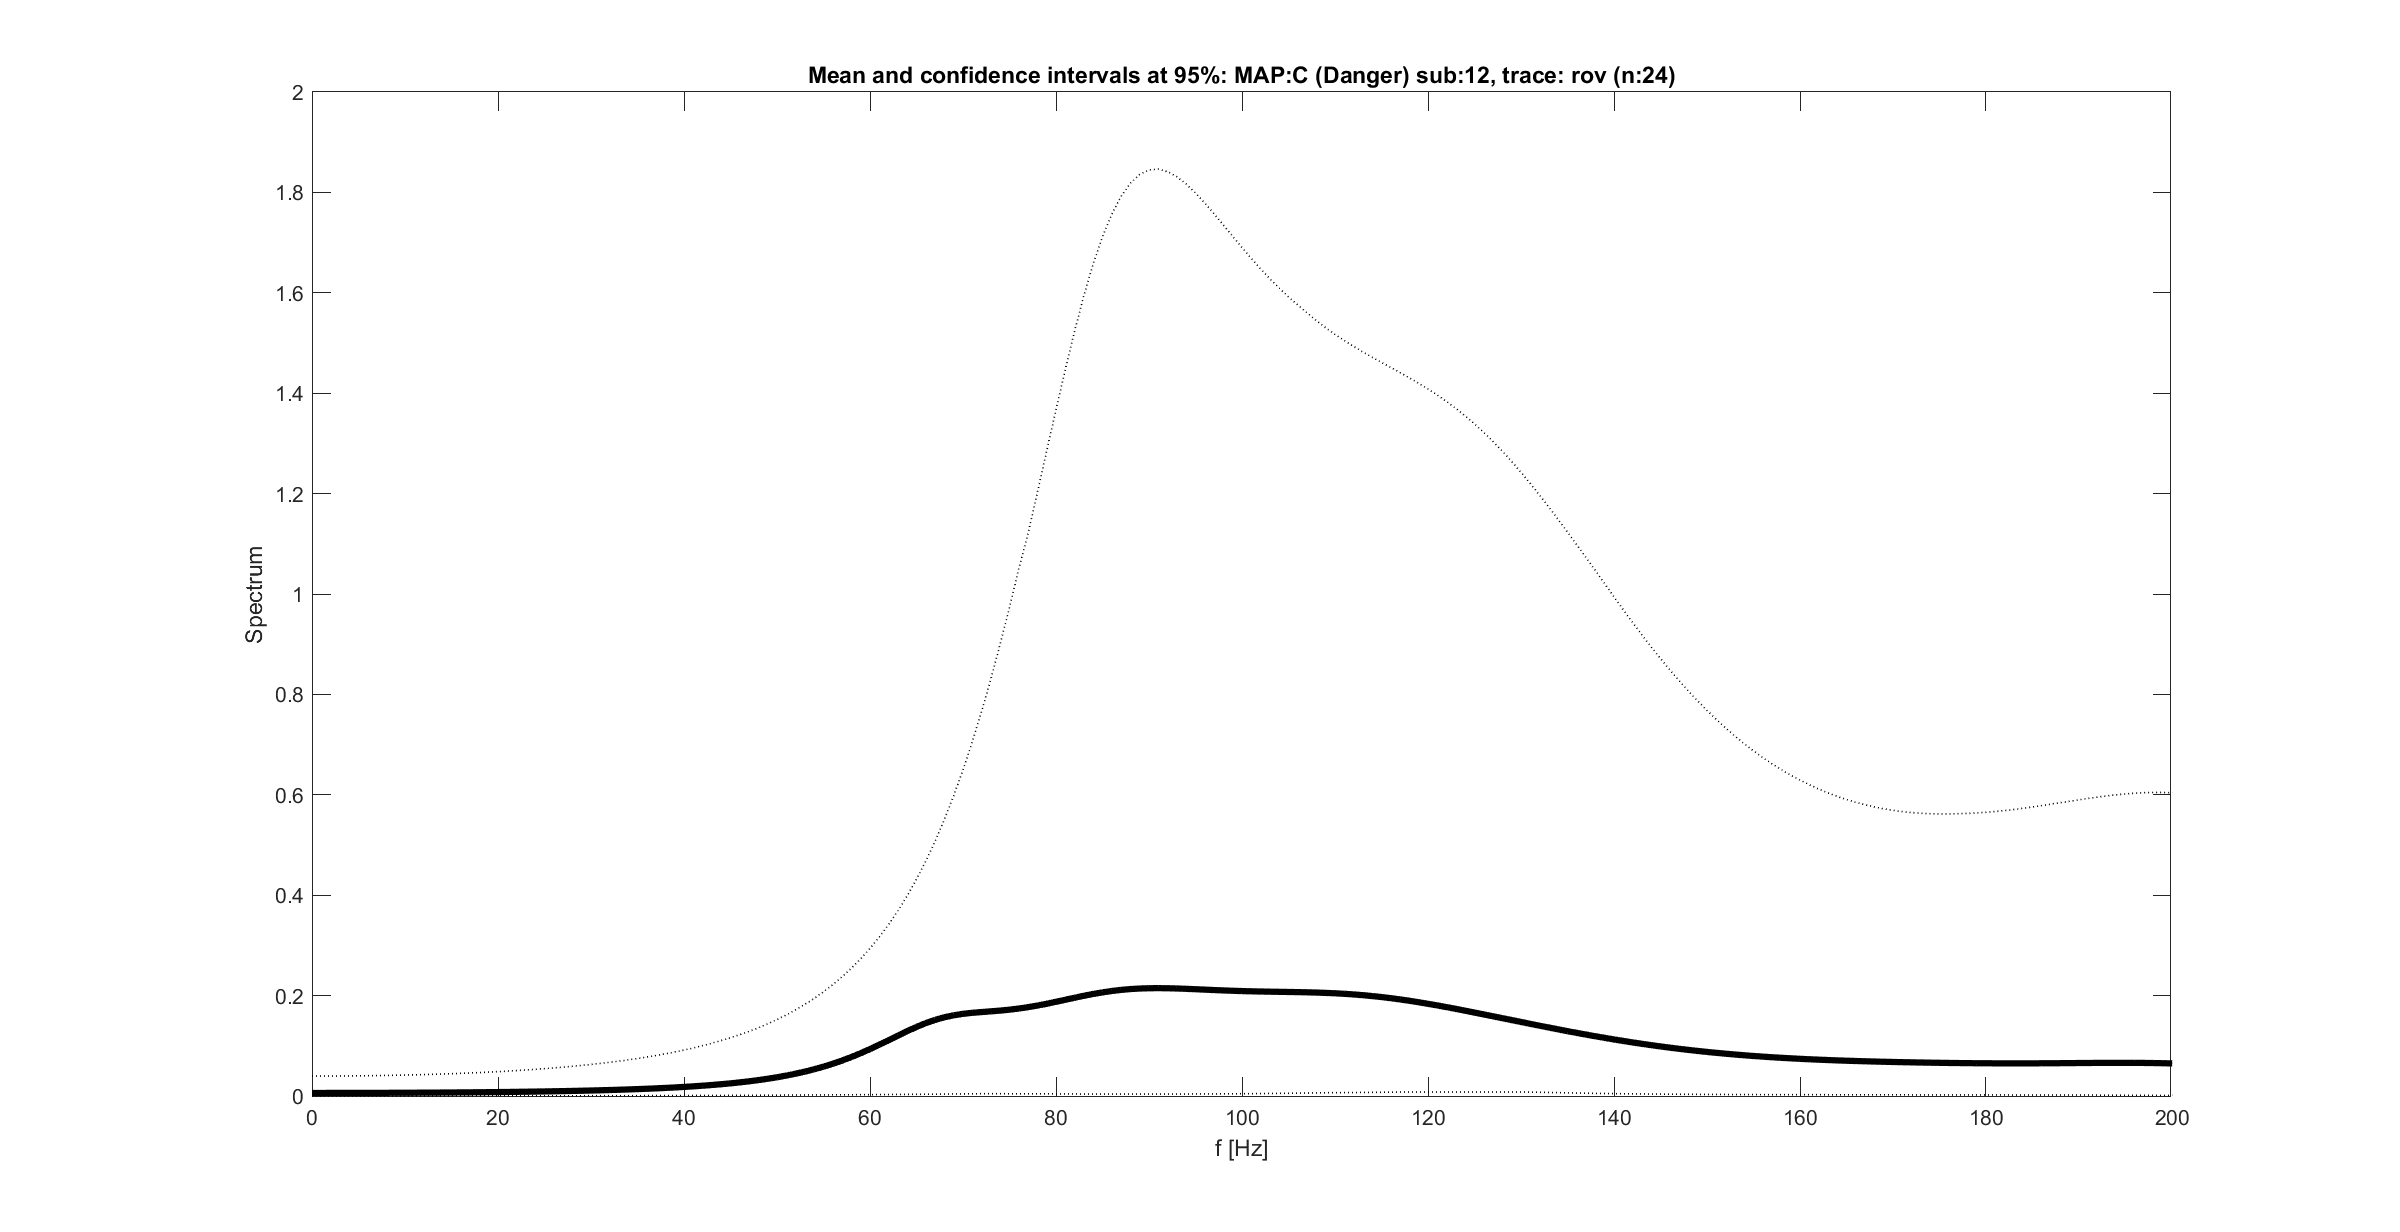 Mean and confidence intervals at 95%: MAP:C (Danger) sub:12, trace: rov (n:24)
2
1.8
1.6
1.4
1.2
1
0.8
0.6
0.4
0.2
0
Spectrum
0 20 40 60 80 100 120 140 160 180 200
f [Hz]